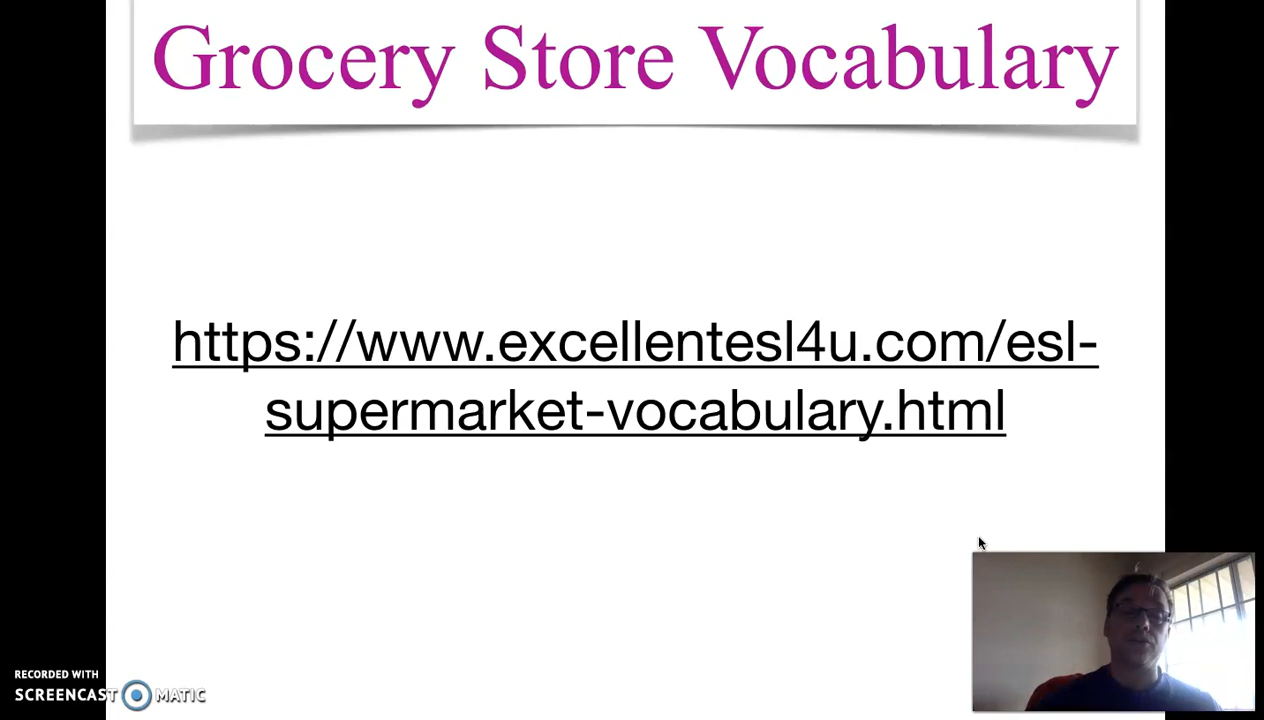 Grocery Store Vocabulary
https://www.excellentesl4u.com/esl-
supermarket-vocabulary.html
RECORDED WITH
SCREENCAST MATIC